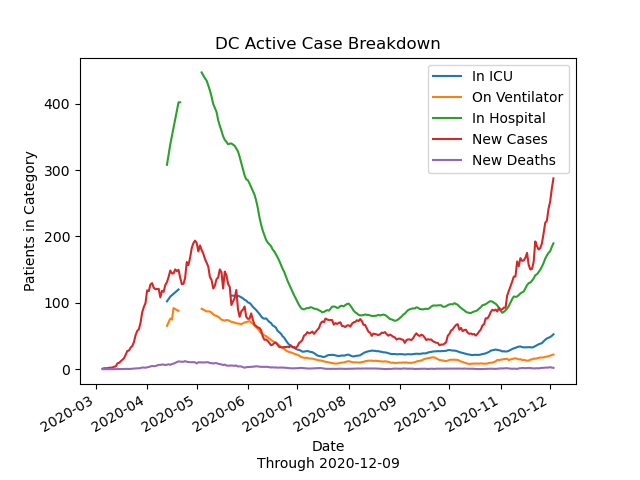 DC Active Case Breakdown
In ICU
On Ventilator
In Hospital
New Cases
New Deaths
Patients in Category
400
300
200
100
0
2020-03
2020-04
2020-05
2020-06
2020-07
2020-08
2020-09
2020-10
2020-11
2020-12
Date
Through 2020-12-09